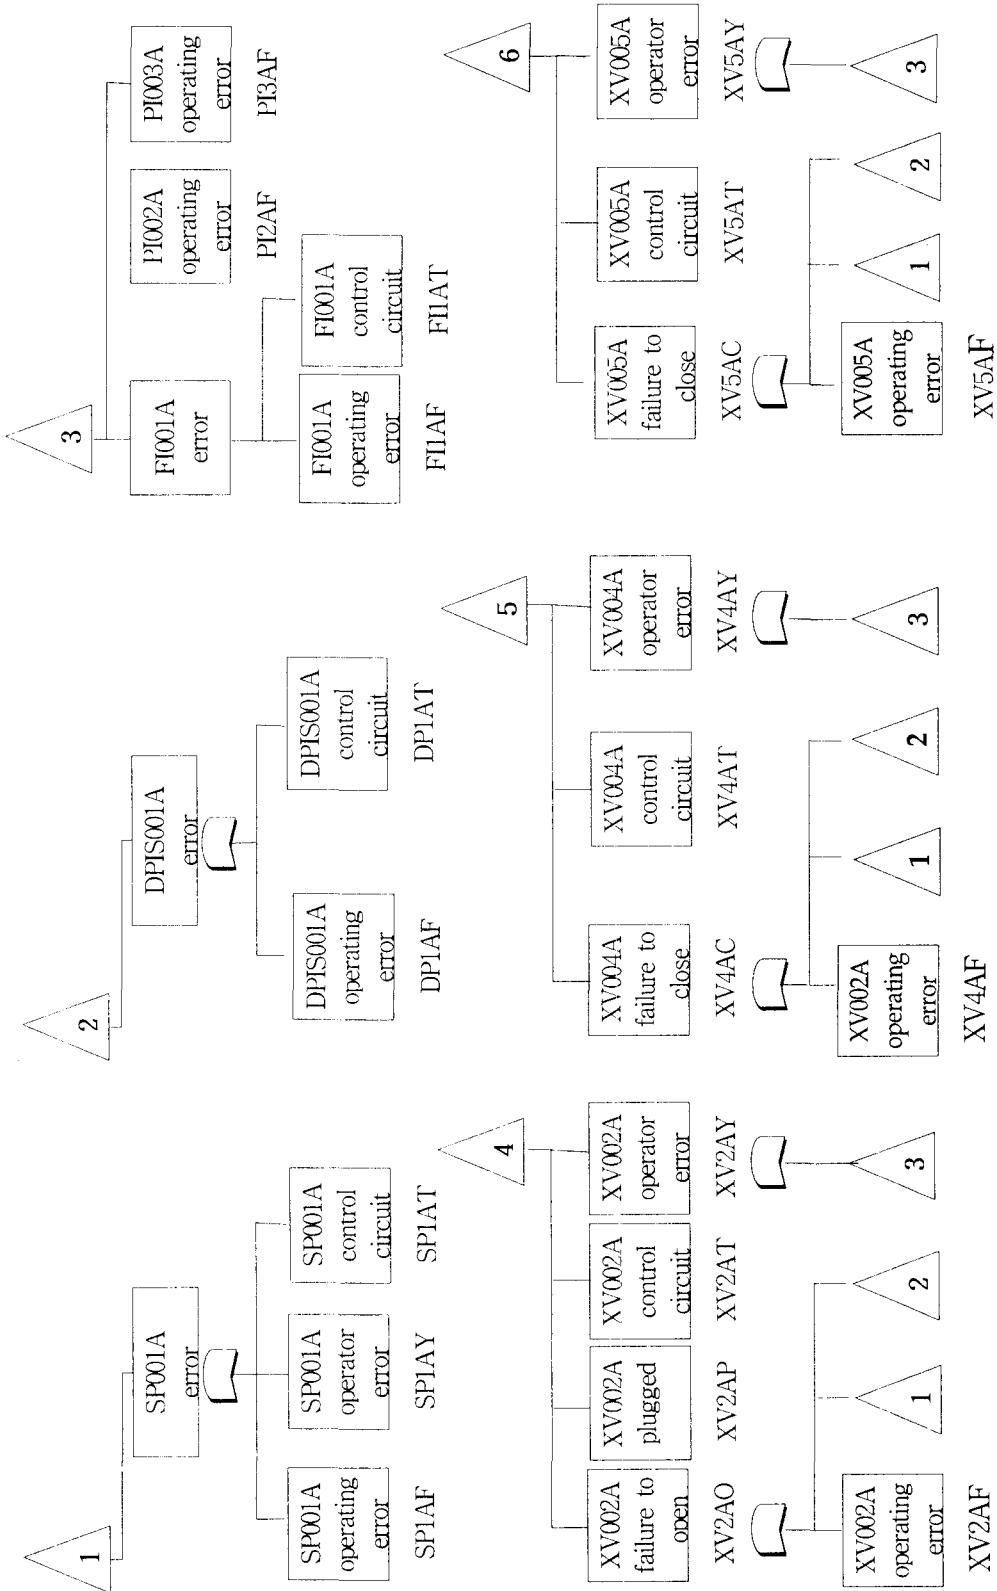 1
SP001A
error
SP001A
operating
error
SP1AF
SP001A
operator
error
SP1AY
SP001A
control
circuit
SP1AT
2
DPIS001A
error
DPIS001A
operating
error
DP1AF
DPIS001A
control
circuit
DP1AT
3
FI001A
error
PI002A
operating
error
PI2AF
PI003A
operating
error
PI3AF
FI001A
operating
error
FI1AF
FI001A
control
circuit
FI1AT
4
XV002A
failure to
open
XV2AO
XV002A
plugged
XV2AP
XV002A
control
circuit
XV2AT
XV002A
operator
error
XV2AY
XV002A
operating
error
XV2AF
1
2
3
5
XV004A
failure to
close
XV4AC
XV004A
control
circuit
XV4AT
XV004A
operator
error
XV4AY
XV002A
operating
error
XV4AF
1
2
3
6
XV005A
failure to
close
XV5AC
XV005A
control
circuit
XV5AT
XV005A
operator
error
XV5AY
XV005A
operating
error
XV5AF
1
2
3